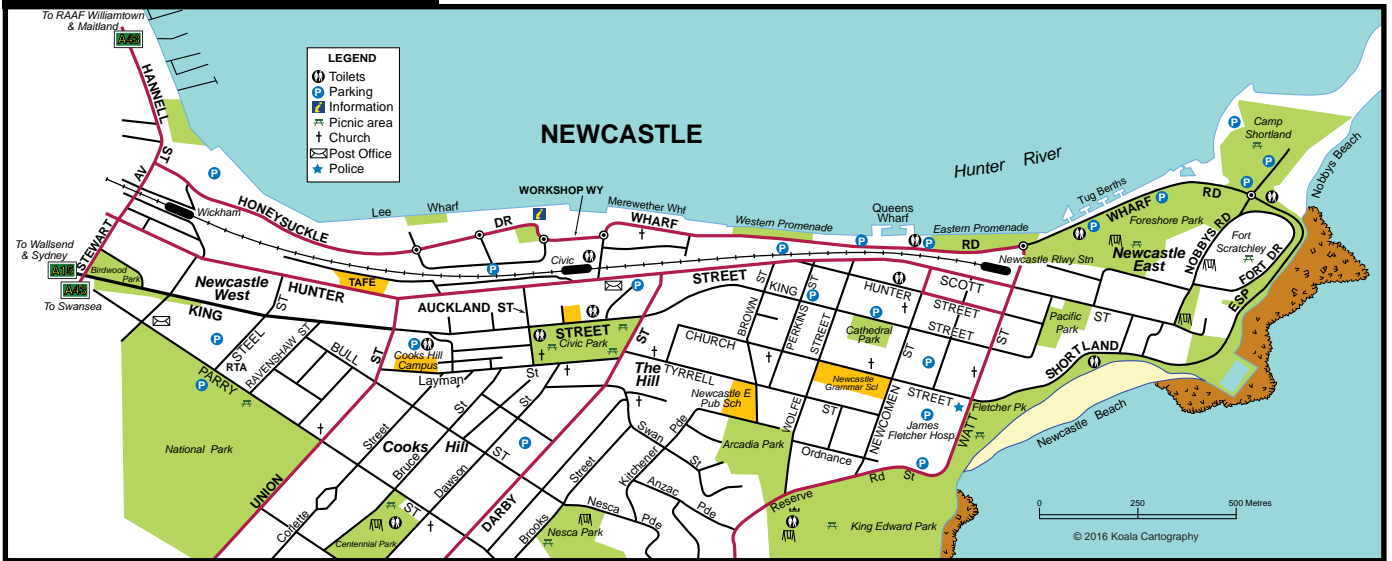 To RAAF Williamtown
& Maitland
A43
HANNELL
ST
LEGEND
Toilets
P Parking
i Information
Picnic area
Church
Post Office
Police
NEWCASTLE
Hunter River
Camp
Shortland
Nobbys Beach
Tug Berths
WHARF
RD
Foreshore Park
NOBBYS RD
Fort
Scratchley
FORT DR
ESP
Newcastle
East
AV
STEWART
Wickham
HONEYSUCKLE
DR
Lee Wharf
WORKSHOP WY
Merewether Whf
WHARF
Western Promenade
Queens
Wharf
Eastern Promenade
RD
Newcastle Rlwy Stn
Civic
To Wallsend
& Sydney
A15
A43
To Swansea
Birdwood
Park
Newcastle
West
HUNTER
STREET
TAFE
KING
STREET
AUCKLAND ST
Civic Park
ST
STEEL
RTA
RAVENSHAW ST
BULL
ST
PARRY
ST
Cooks Hill
Campus
Layman
St
National Park
UNION
ST
Cooks Hill
Street
Bruce
St
Dawson
St
Corlette
ST
Centennial Park
DARBY
ST
Brooks
Street
Nesca
Pde
Nesca Park
Kitchener
Pde
Swan
St
Anzac
Pde
The
Hill
CHURCH
TYRRELL
STREET
Newcastle E
Pub Sch
Arcadia Park
BROWN
ST
KING
STREET
PERKINS
ST
WOLFE
ST
HUNTER
STREET
SCOTT
ST
Cathedral
Park
Newcastle
Grammar Scl
NEWCOMEN
ST
Ordnance
St
James
Fletcher Hosp
WATT
ST
Fletcher Pk
Pacific
Park
SHORTLAND
Newcastle Beach
Reserve
Rd
King Edward Park
0 250 500 Metres
© 2016 Koala Cartography